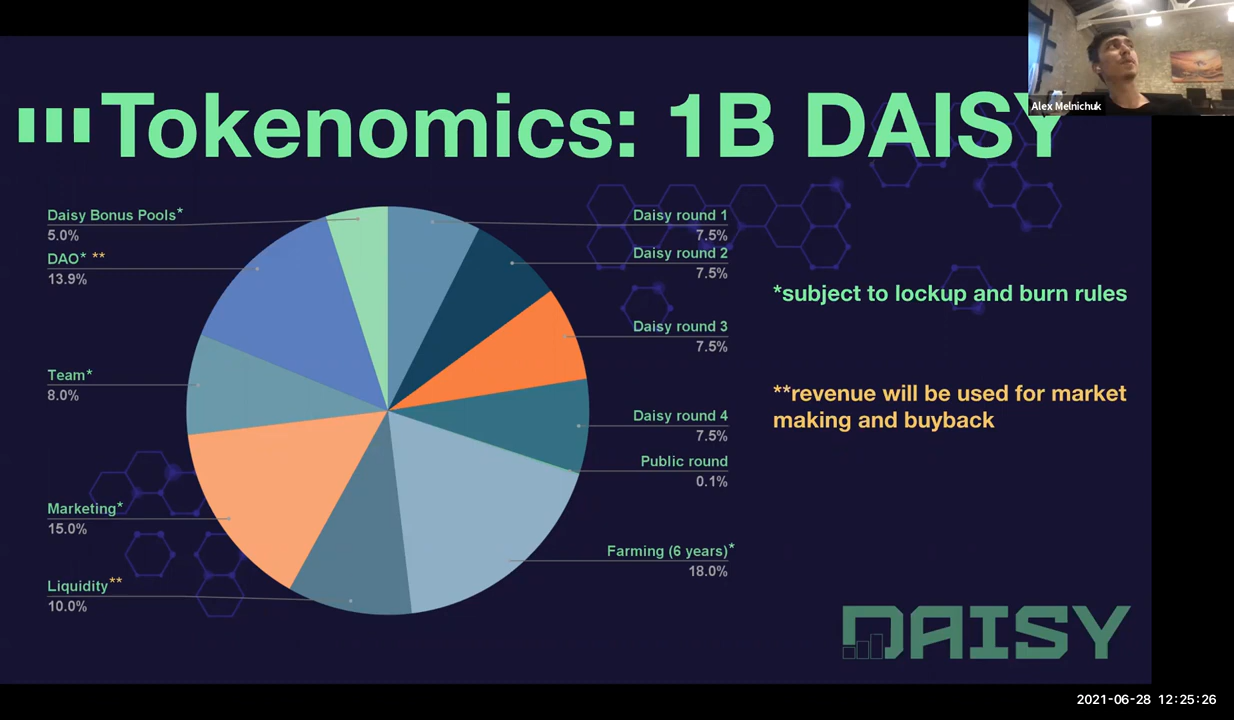 Alex Melnichuk
Tokenomics: 1B DAISY
Daisy Bonus Pools*
5.0%
DAO* **
13.9%
Team*
8.0%
Marketing*
15.0%
Liquidity**
10.0%
Daisy round 1
7.5%
Daisy round 2
7.5%
Daisy round 3
7.5%
Daisy round 4
7.5%
Public round
0.1%
Farming (6 years)*
18.0%
*subject to lockup and burn rules
**revenue will be used for market
making and buyback
DAISY
2021-06-28 12:25:26